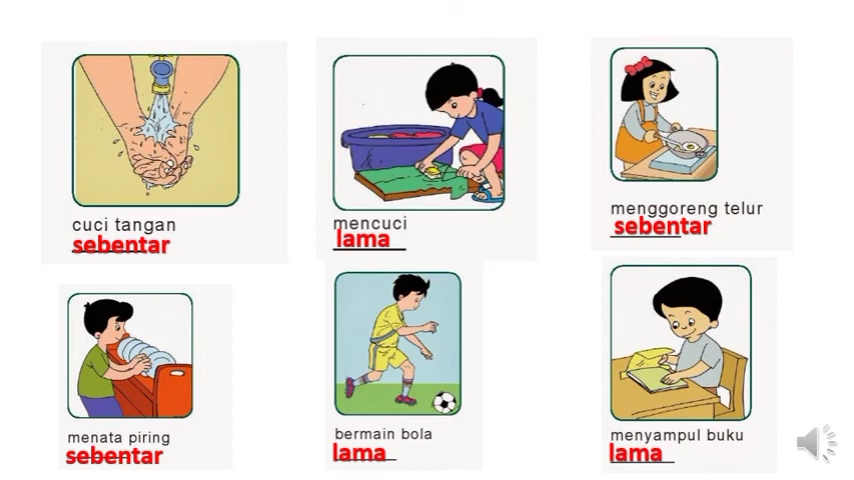 cuci tangan
sebentar
mencuci
lama
menggoreng telur
sebentar
menata piring
sebentar
bermain bola
lama
menyampul buku
lama